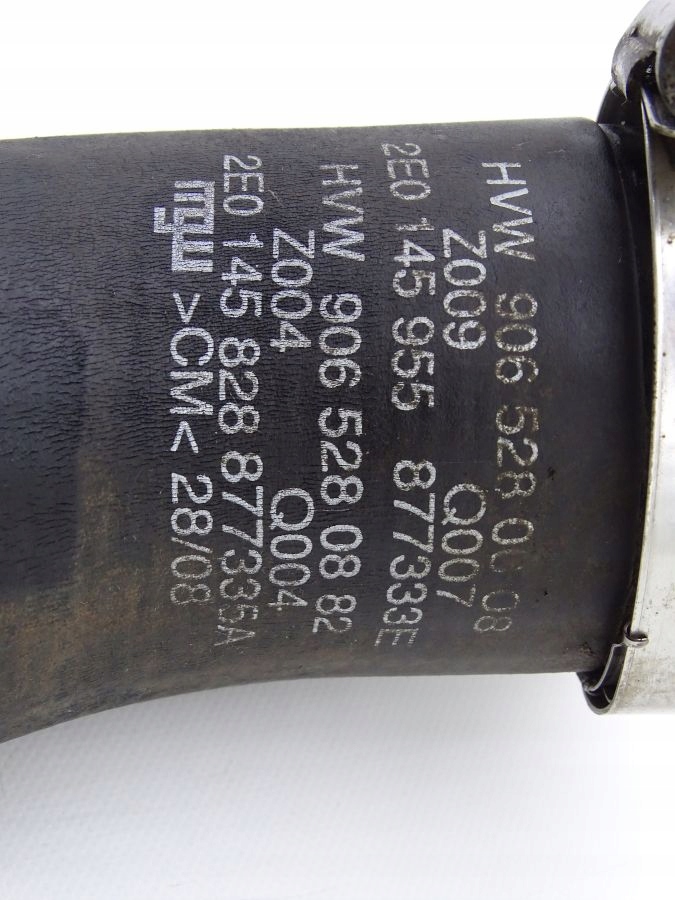 HVW 906 528 08
Z009 Q007
2E0 145 955 877333E
HVW 906 528 08 82
Z004 Q004
2E0 145 828 877335A
>CM< 28/08